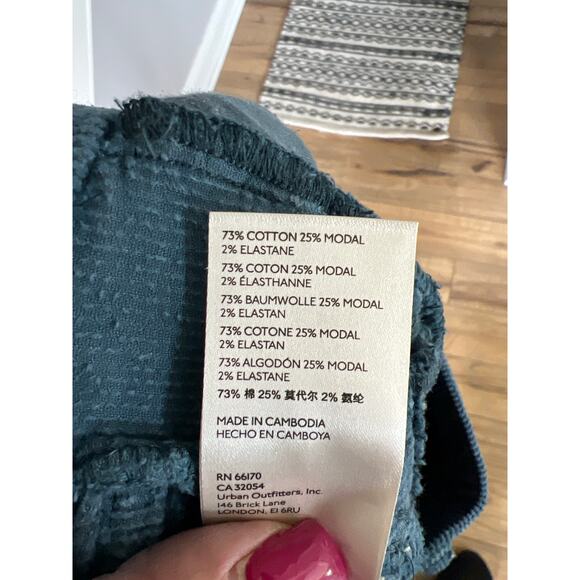 73% COTTON 25% MODAL
2% ELASTANE
73% COTON 25% MODAL
2% ÉLASTHANNE
73% BAUMWOLLE 25% MODAL
2% ELASTAN
73% COTONE 25% MODAL
2% ELASTAN
73% ALGODÓN 25% MODAL
2% ELASTANE
73% 棉 25% 莫代尔 2% 氨纶
MADE IN CAMBODIA
HECHO EN CAMBOYA
RN 66170
CA 32054
Urban Outfitters, Inc.
146 Brick Lane
LONDON, E1 6RU